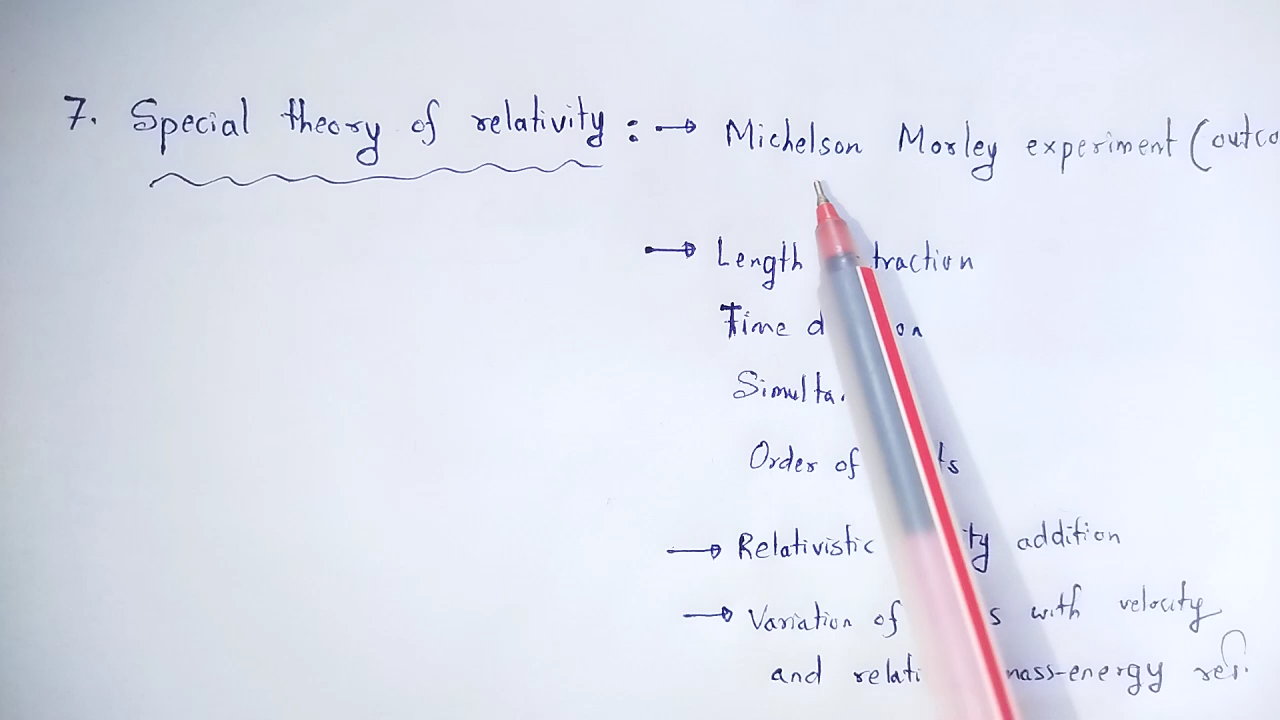 7. Special theory of relativity : → Michelson Morley experiment (outco
→ Length traction
Time d on
Simulta
Order of ts
→ Relativistic ty addition
→ Variation of s with velocity
and relati mass-energy